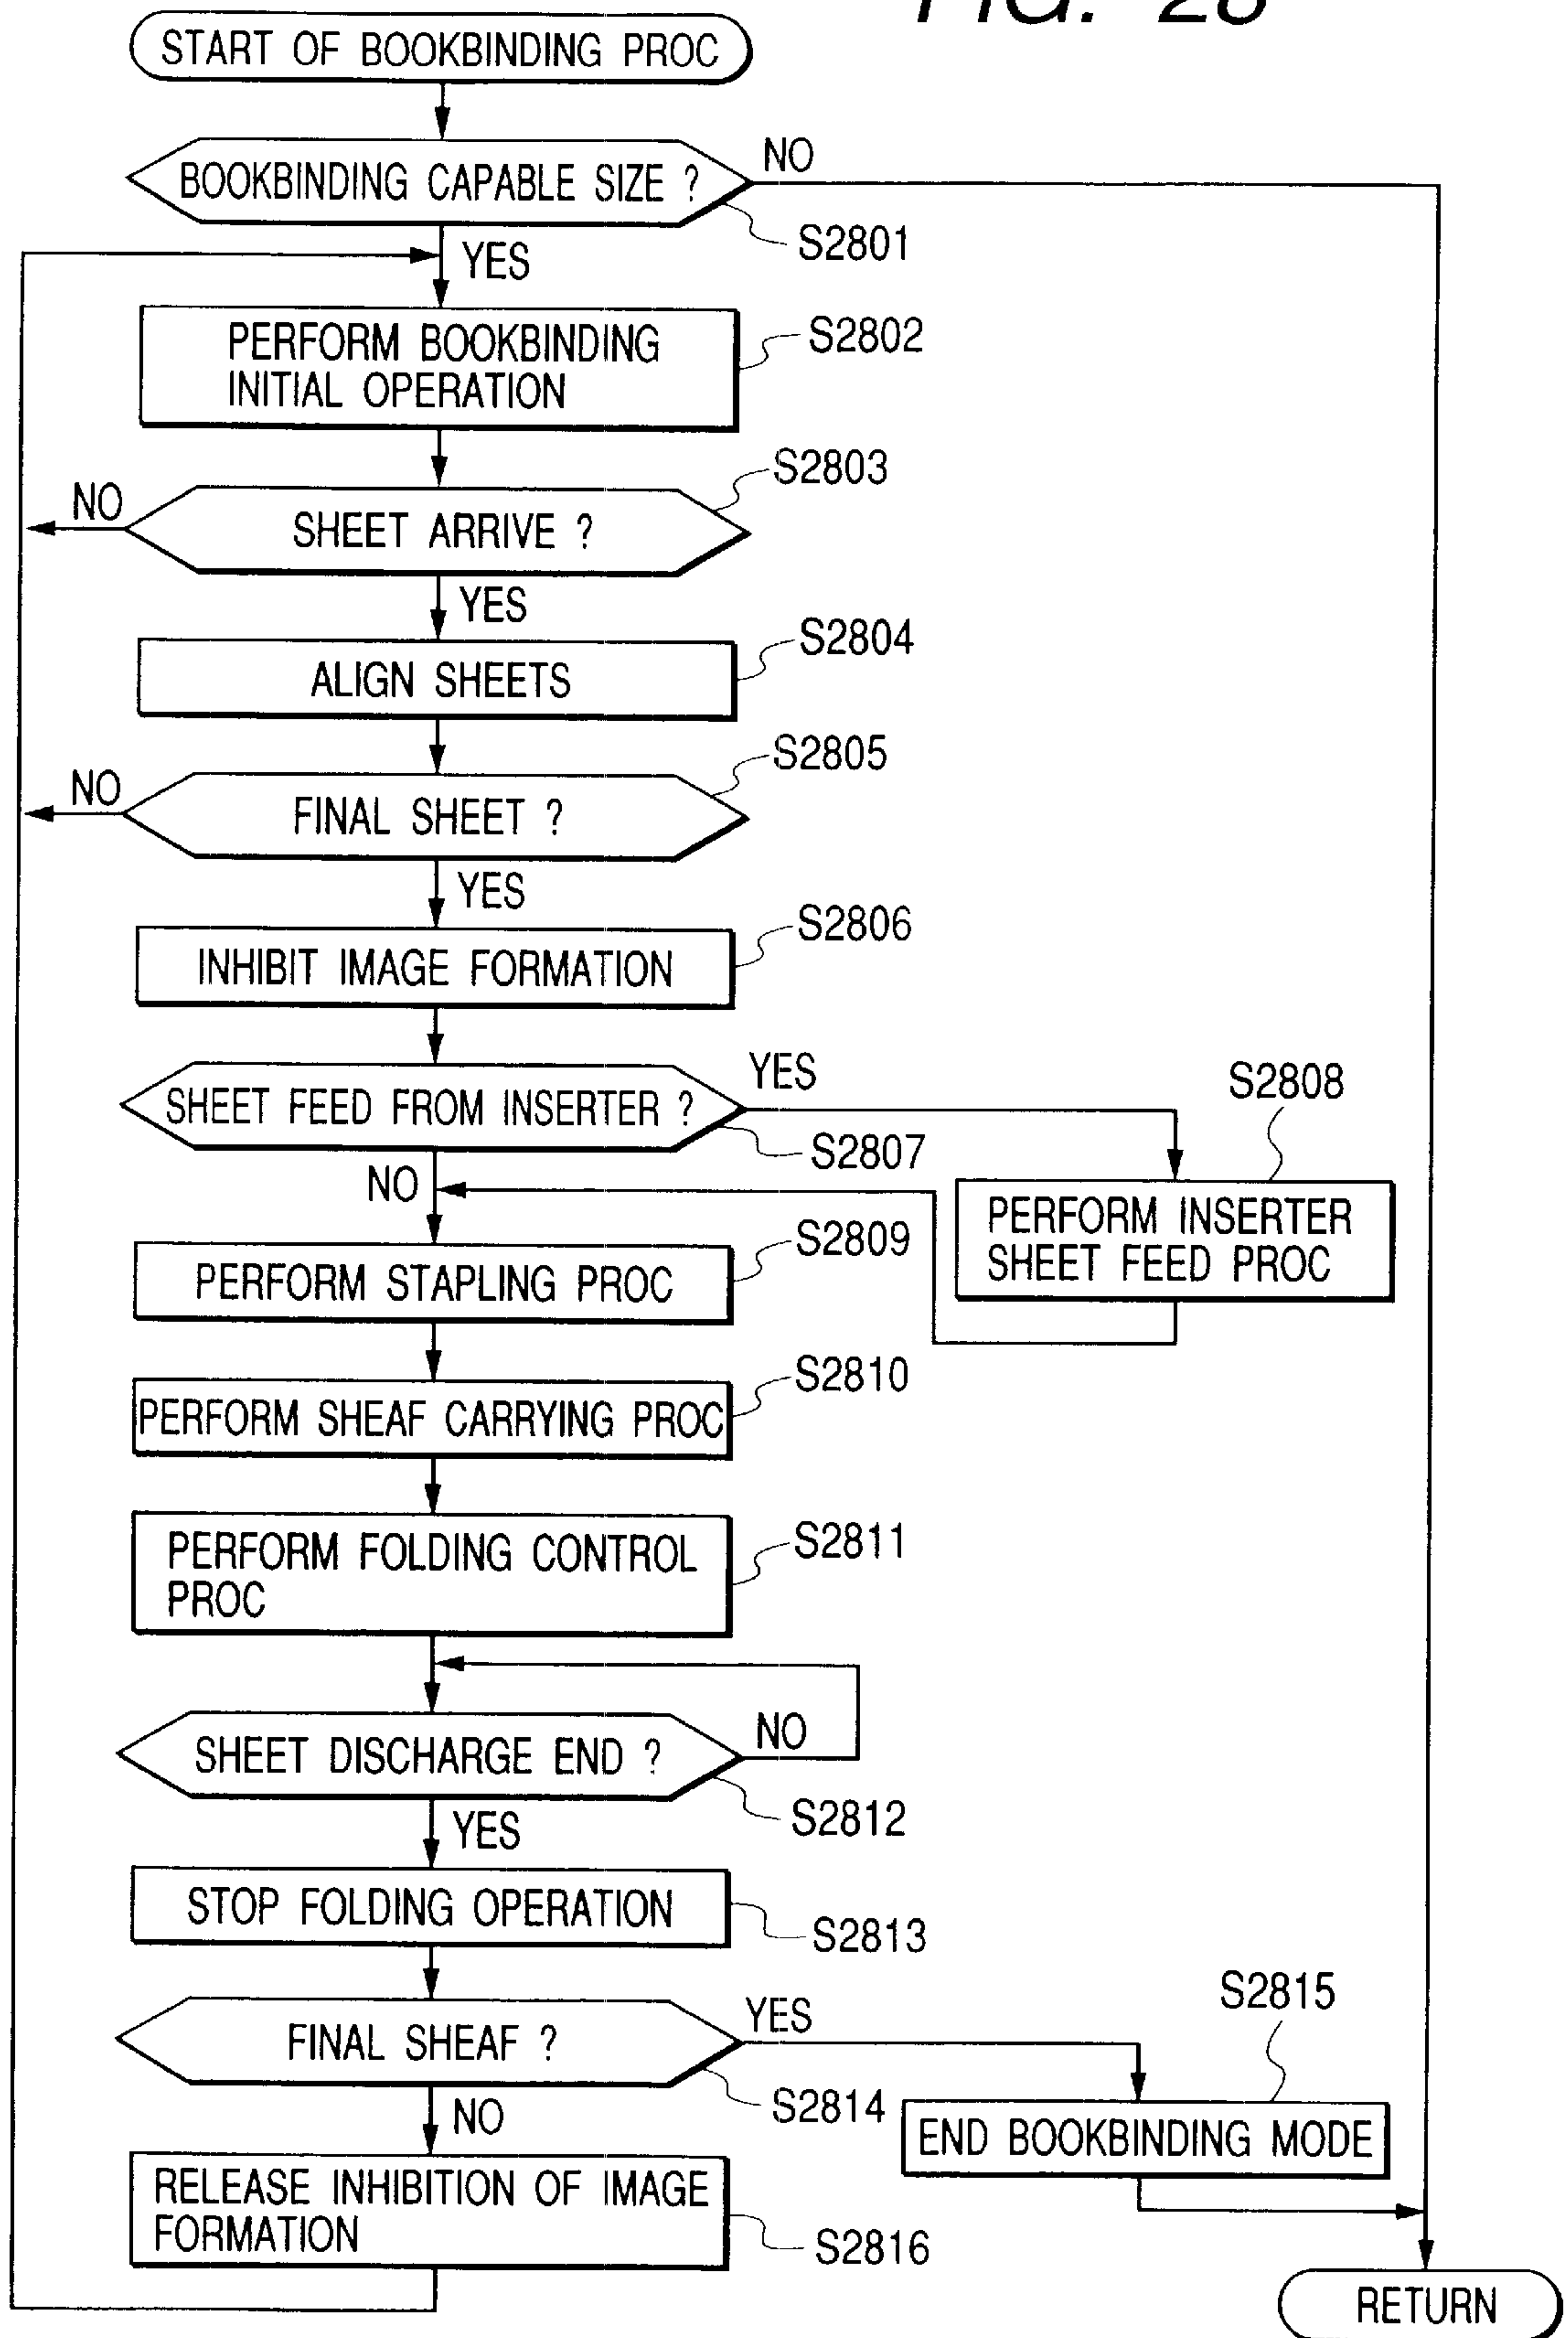 FIG. 28
START OF BOOKBINDING PROC
BOOKBINDING CAPABLE SIZE ?
NO
S2801
YES
PERFORM BOOKBINDING
INITIAL OPERATION
S2802
S2803
NO
SHEET ARRIVE ?
YES
S2804
ALIGN SHEETS
S2805
NO
FINAL SHEET ?
YES
S2806
INHIBIT IMAGE FORMATION
SHEET FEED FROM INSERTER ?
YES
S2807
S2808
NO
PERFORM INSERTER
SHEET FEED PROC
S2809
PERFORM STAPLING PROC
S2810
PERFORM SHEAF CARRYING PROC
S2811
PERFORM FOLDING CONTROL
PROC
SHEET DISCHARGE END ?
NO
S2812
YES
STOP FOLDING OPERATION
S2813
FINAL SHEAF ?
YES
S2814
S2815
NO
END BOOKBINDING MODE
RELEASE INHIBITION OF IMAGE
FORMATION
S2816
RETURN